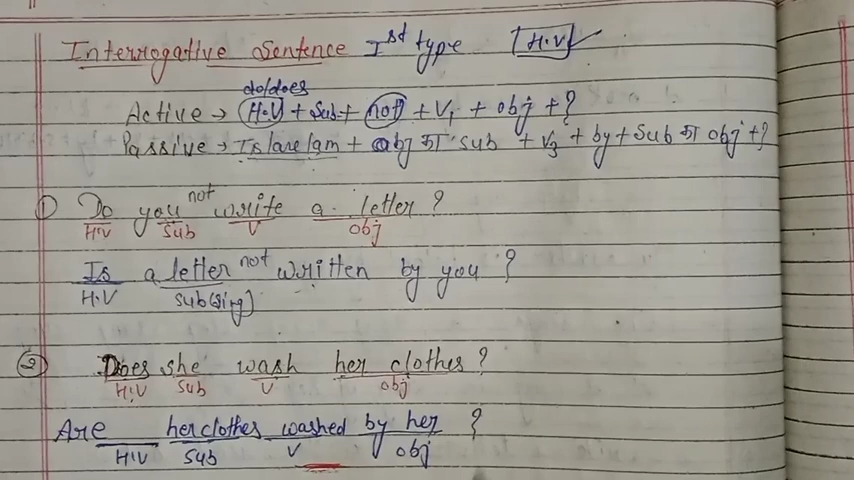 Interrogative Sentence Ist type [H.V]
do/does
Active → H.V + Sub + not + V1 + obj + ?
Passive → Is/are/am + obj का sub + V3 + by + Sub का obj + ?
① Do you not write a letter ?
H.V Sub V obj
Is a letter not written by you ?
H.V Sub(sing)
② Does she wash her clothes ?
H.V Sub V obj
Are her clothes washed by her ?
H.V Sub V obj